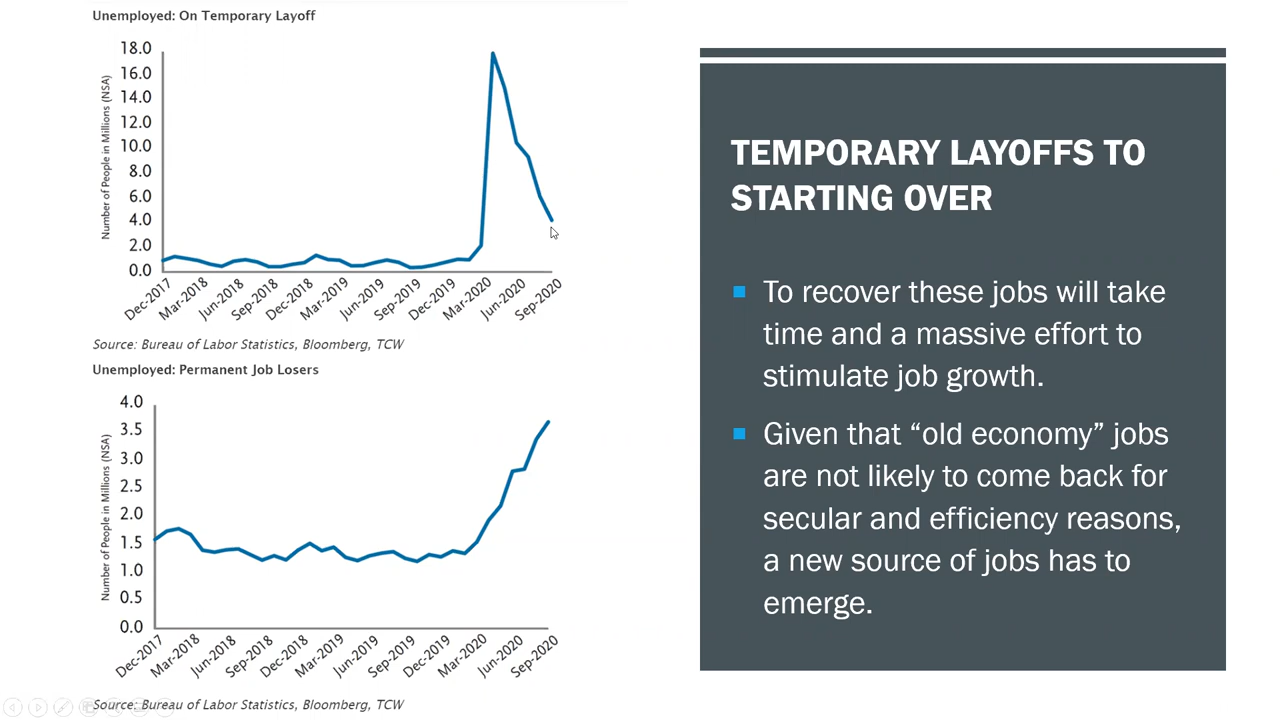 Unemployed: On Temporary Layoff
Number of People in Millions (NSA)
18.0
16.0
14.0
12.0
10.0
8.0
6.0
4.0
2.0
0.0
Dec-2017
Mar-2018
Jun-2018
Sep-2018
Dec-2018
Mar-2019
Jun-2019
Sep-2019
Dec-2019
Mar-2020
Jun-2020
Sep-2020
Source: Bureau of Labor Statistics, Bloomberg, TCW
Unemployed: Permanent Job Losers
Number of People in Millions (NSA)
4.0
3.5
3.0
2.5
2.0
1.5
1.0
0.5
0.0
Dec-2017
Mar-2018
Jun-2018
Sep-2018
Dec-2018
Mar-2019
Jun-2019
Sep-2019
Dec-2019
Mar-2020
Jun-2020
Sep-2020
Source: Bureau of Labor Statistics, Bloomberg, TCW
TEMPORARY LAYOFFS TO
STARTING OVER
To recover these jobs will take
time and a massive effort to
stimulate job growth.
Given that “old economy” jobs
are not likely to come back for
secular and efficiency reasons,
a new source of jobs has to
emerge.